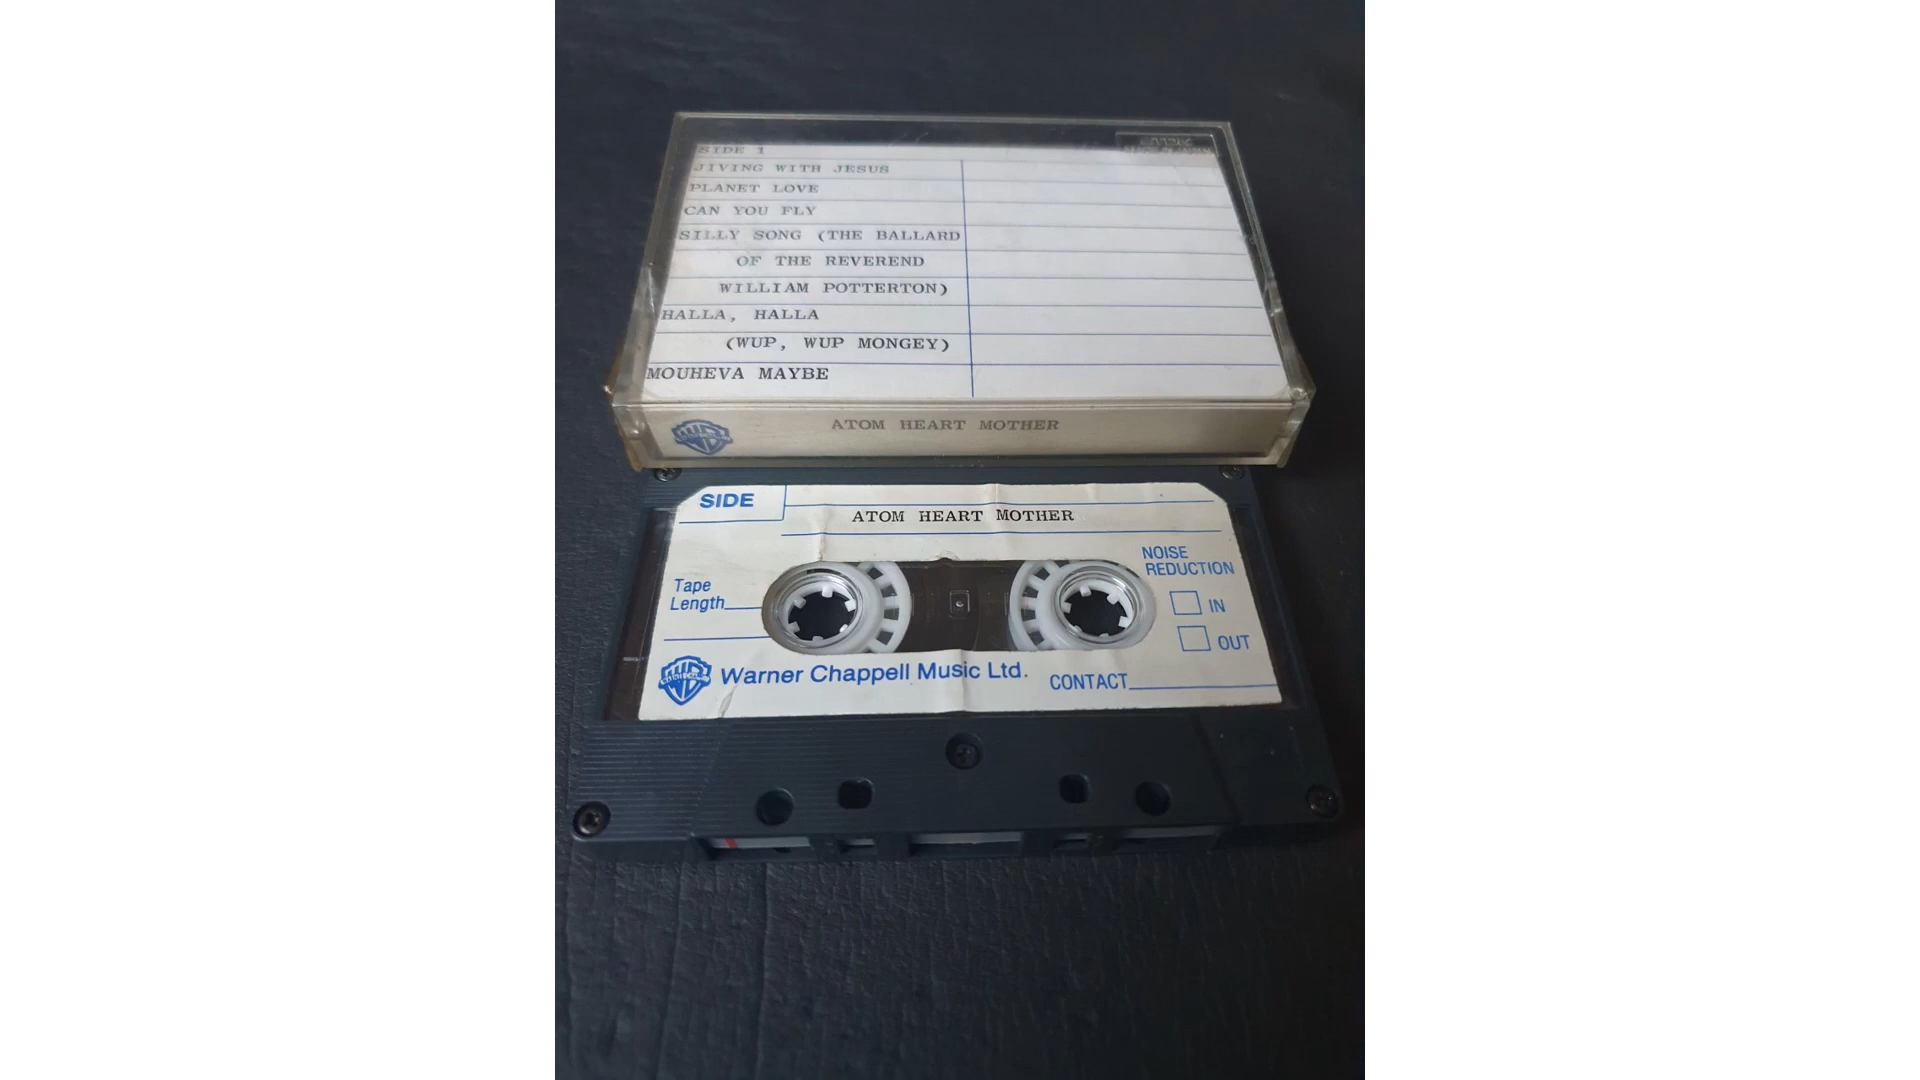 SIDE 1
JIVING WITH JESUS
PLANET LOVE
CAN YOU FLY
SILLY SONG (THE BALLARD
OF THE REVEREND
WILLIAM POTTERTON)
HALLA, HALLA
(WUP, WUP MONGEY)
MOUHEVA MAYBE
ATOM HEART MOTHER
SIDE
ATOM HEART MOTHER
NOISE
REDUCTION
Tape
Length
IN
OUT
Warner Chappell Music Ltd.
CONTACT